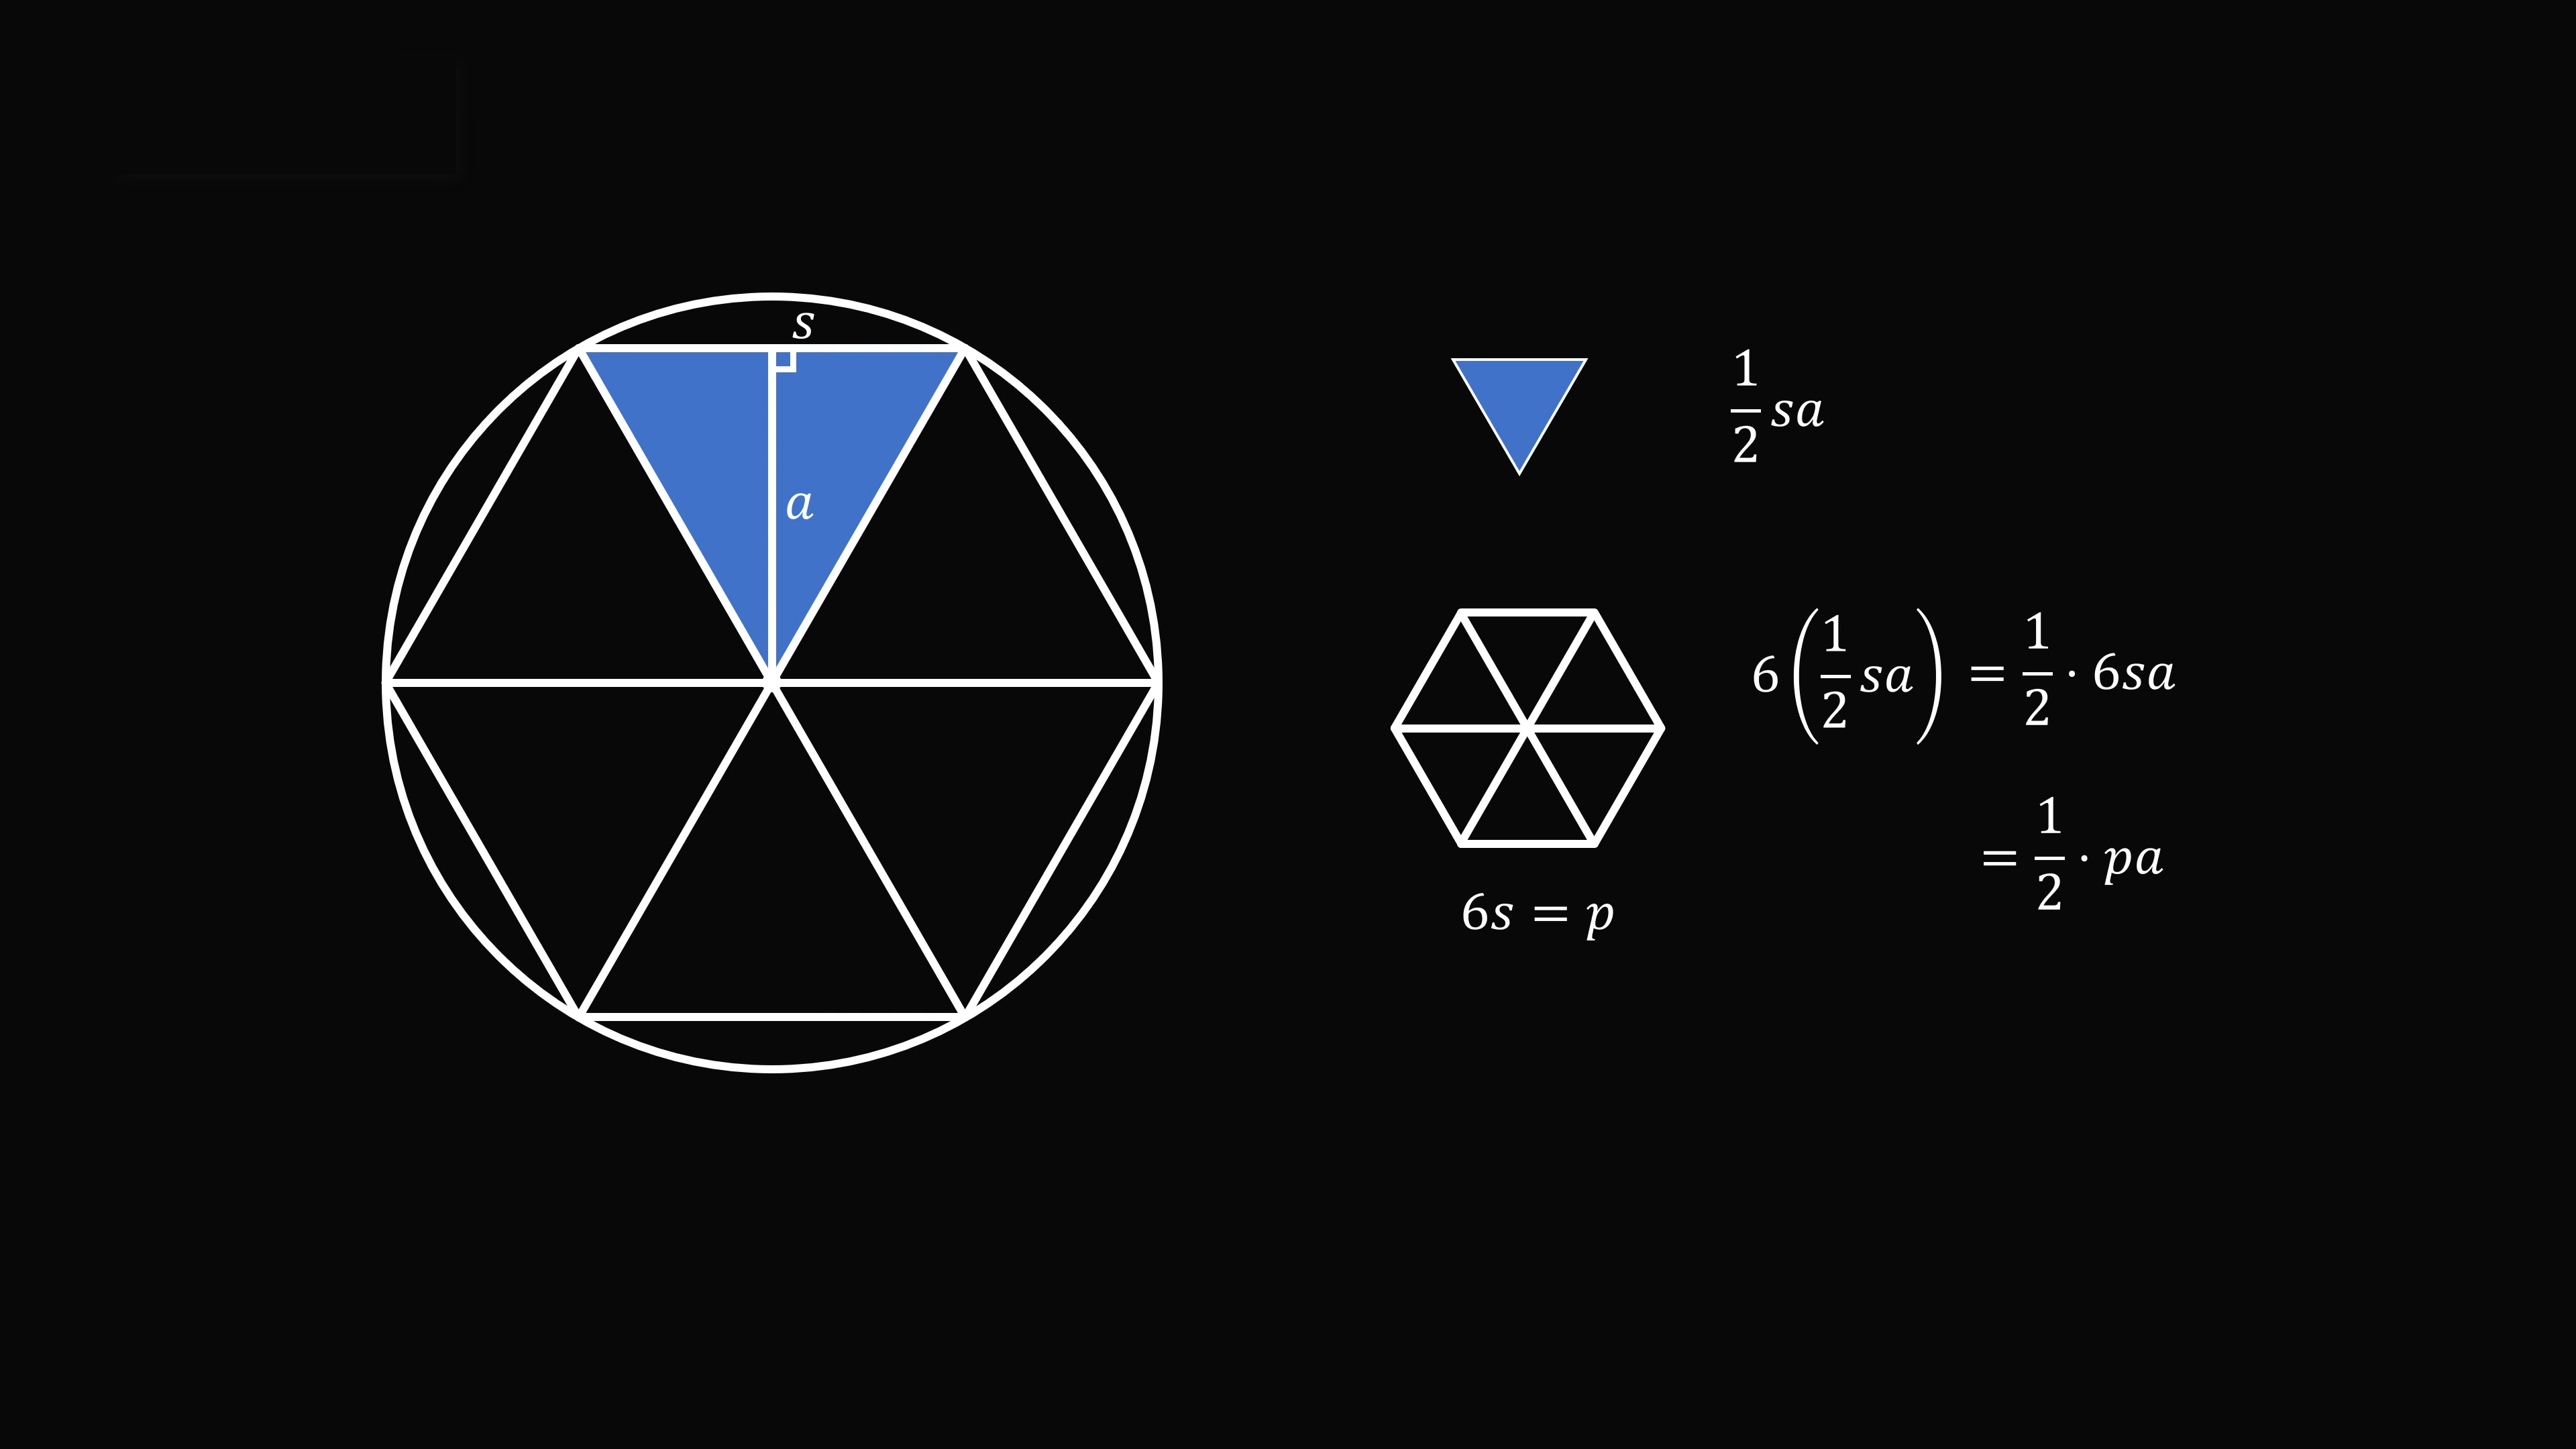 s
a
1/2 sa
6(1/2 sa) = 1/2 · 6sa
= 1/2 · pa
6s = p